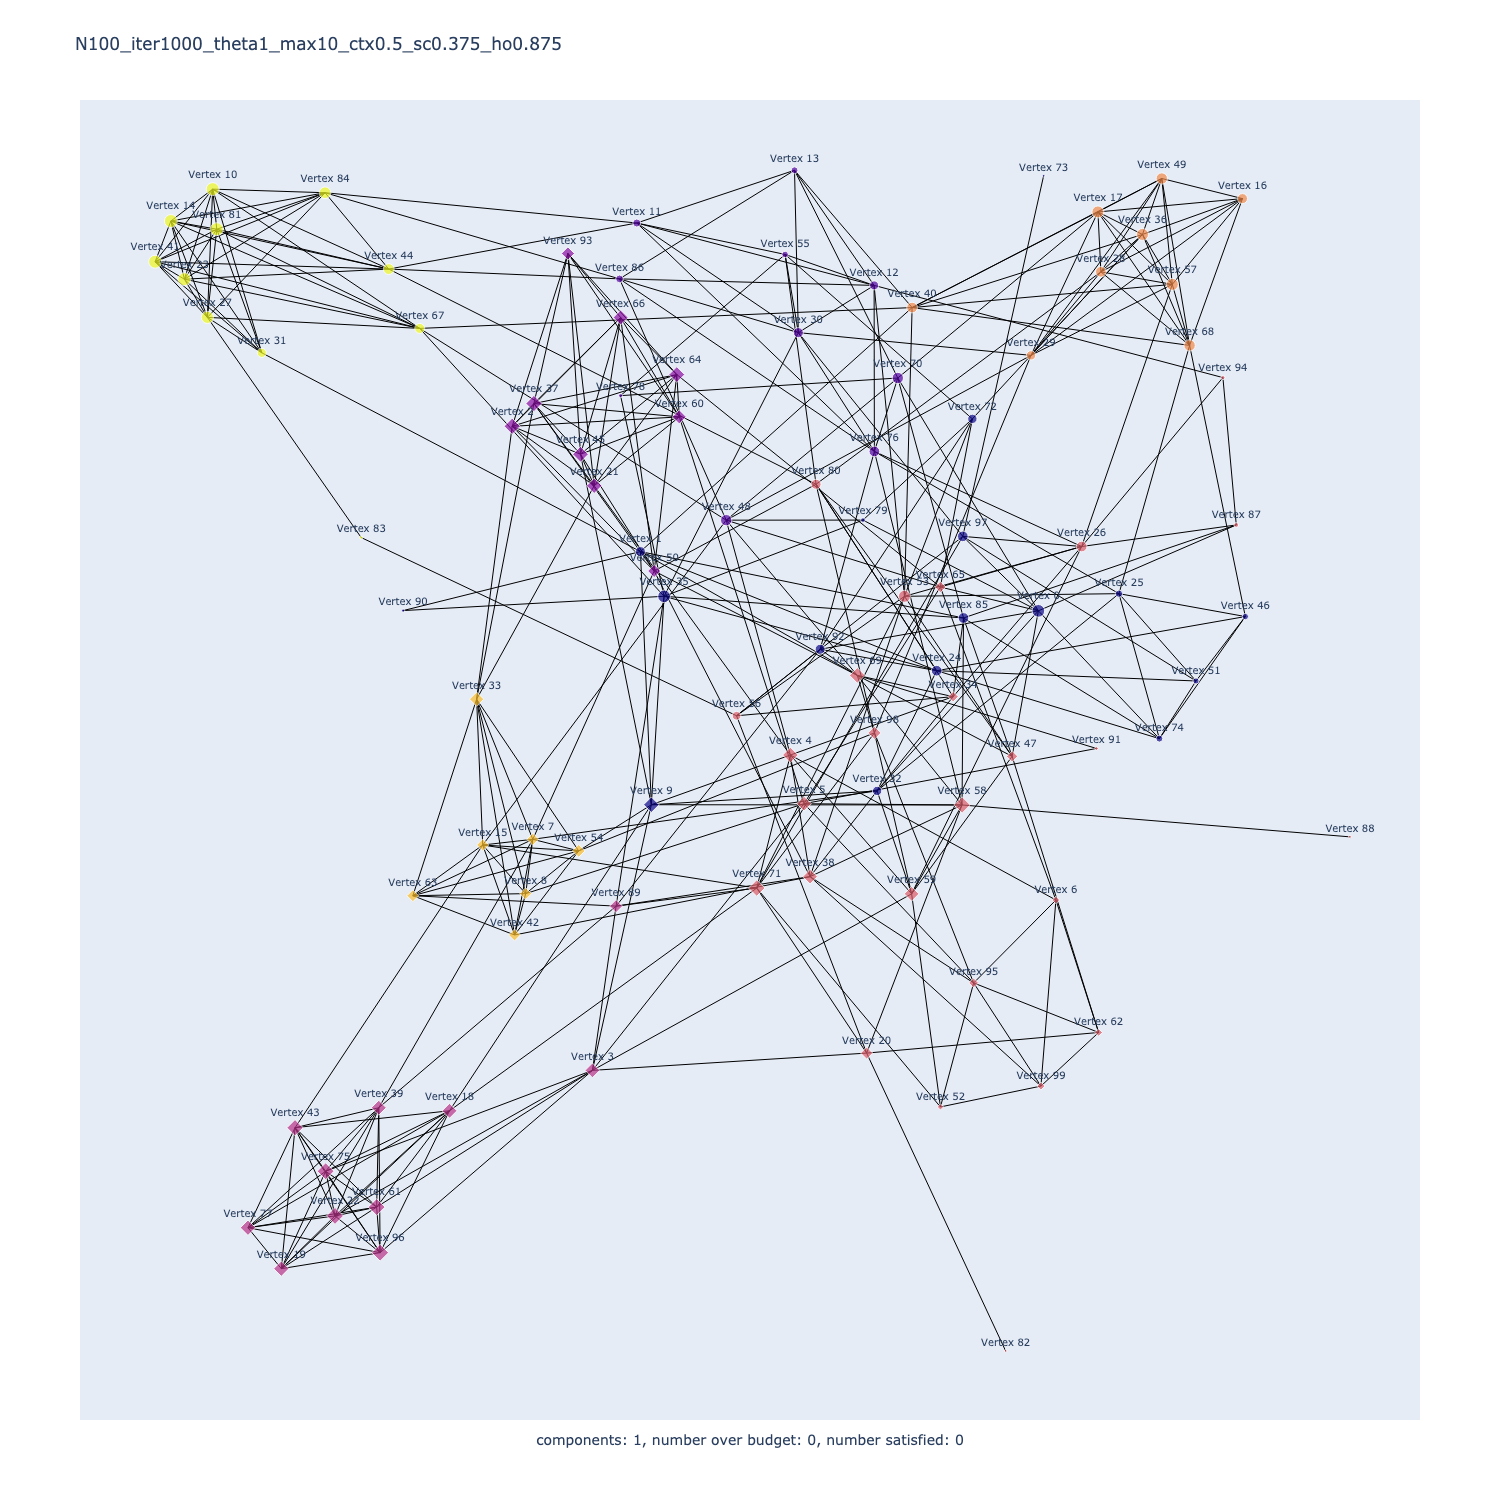 N100_iter1000_theta1_max10_ctx0.5_sc0.375_ho0.875
Vertex 13
Vertex 49
Vertex 73
Vertex 10
Vertex 84
Vertex 16
Vertex 17
Vertex 14
Vertex 81
Vertex 11
Vertex 36
Vertex 93
Vertex 55
Vertex 41
Vertex 44
Vertex 23
Vertex 86
Vertex 12
Vertex 28
Vertex 57
Vertex 40
Vertex 27
Vertex 66
Vertex 67
Vertex 30
Vertex 68
Vertex 31
Vertex 29
Vertex 64
Vertex 70
Vertex 94
Vertex 78
Vertex 37
Vertex 60
Vertex 72
Vertex 2
Vertex 45
Vertex 76
Vertex 21
Vertex 80
Vertex 48
Vertex 79
Vertex 87
Vertex 83
Vertex 97
Vertex 26
Vertex 1
Vertex 50
Vertex 35
Vertex 53
Vertex 65
Vertex 25
Vertex 90
Vertex 0
Vertex 85
Vertex 46
Vertex 92
Vertex 69
Vertex 24
Vertex 51
Vertex 33
Vertex 34
Vertex 56
Vertex 98
Vertex 74
Vertex 4
Vertex 47
Vertex 91
Vertex 32
Vertex 9
Vertex 5
Vertex 58
Vertex 88
Vertex 15
Vertex 7
Vertex 54
Vertex 63
Vertex 8
Vertex 38
Vertex 71
Vertex 59
Vertex 89
Vertex 6
Vertex 42
Vertex 95
Vertex 62
Vertex 20
Vertex 3
Vertex 99
Vertex 52
Vertex 39
Vertex 18
Vertex 43
Vertex 75
Vertex 61
Vertex 22
Vertex 77
Vertex 96
Vertex 19
Vertex 82
components: 1, number over budget: 0, number satisfied: 0